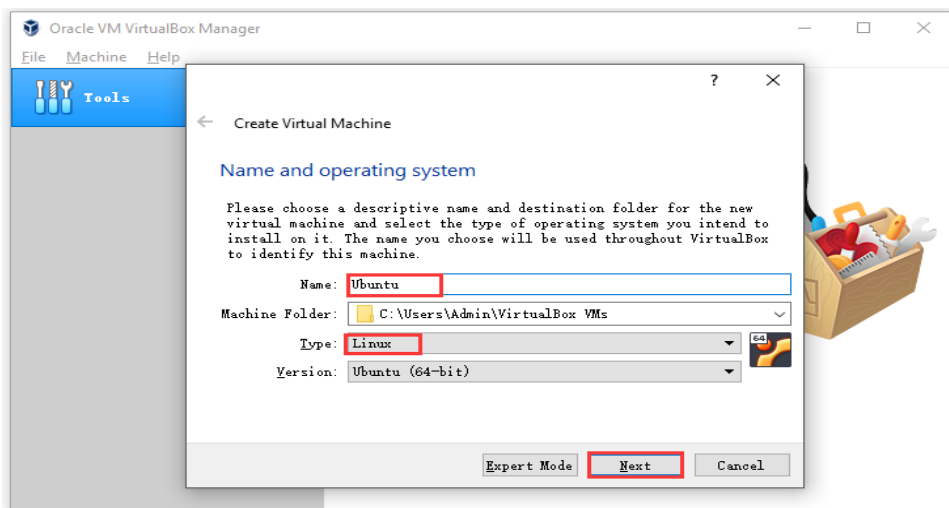 Oracle VM VirtualBox Manager
File Machine Help
Tools
?
Create Virtual Machine
Name and operating system
Please choose a descriptive name and destination folder for the new
virtual machine and select the type of operating system you intend to
install on it. The name you choose will be used throughout VirtualBox
to identify this machine.
Name: Ubuntu
Machine Folder: C:\Users\Admin\VirtualBox VMs
Type: Linux
64
Version: Ubuntu (64-bit)
Expert Mode Next Cancel